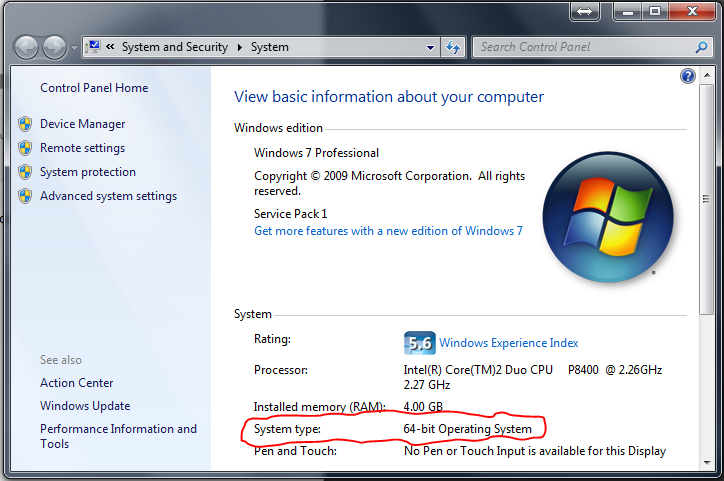 System and Security
System
Search Control Panel
Control Panel Home
Device Manager
Remote settings
System protection
Advanced system settings
See also
Action Center
Windows Update
Performance Information and
Tools
View basic information about your computer
Windows edition
Windows 7 Professional
Copyright © 2009 Microsoft Corporation. All rights
reserved.
Service Pack 1
Get more features with a new edition of Windows 7
System
Rating: 5.6 Windows Experience Index
Processor: Intel(R) Core(TM)2 Duo CPU P8400 @ 2.26GHz
2.27 GHz
Installed memory (RAM): 4.00 GB
System type: 64-bit Operating System
Pen and Touch: No Pen or Touch Input is available for this Display